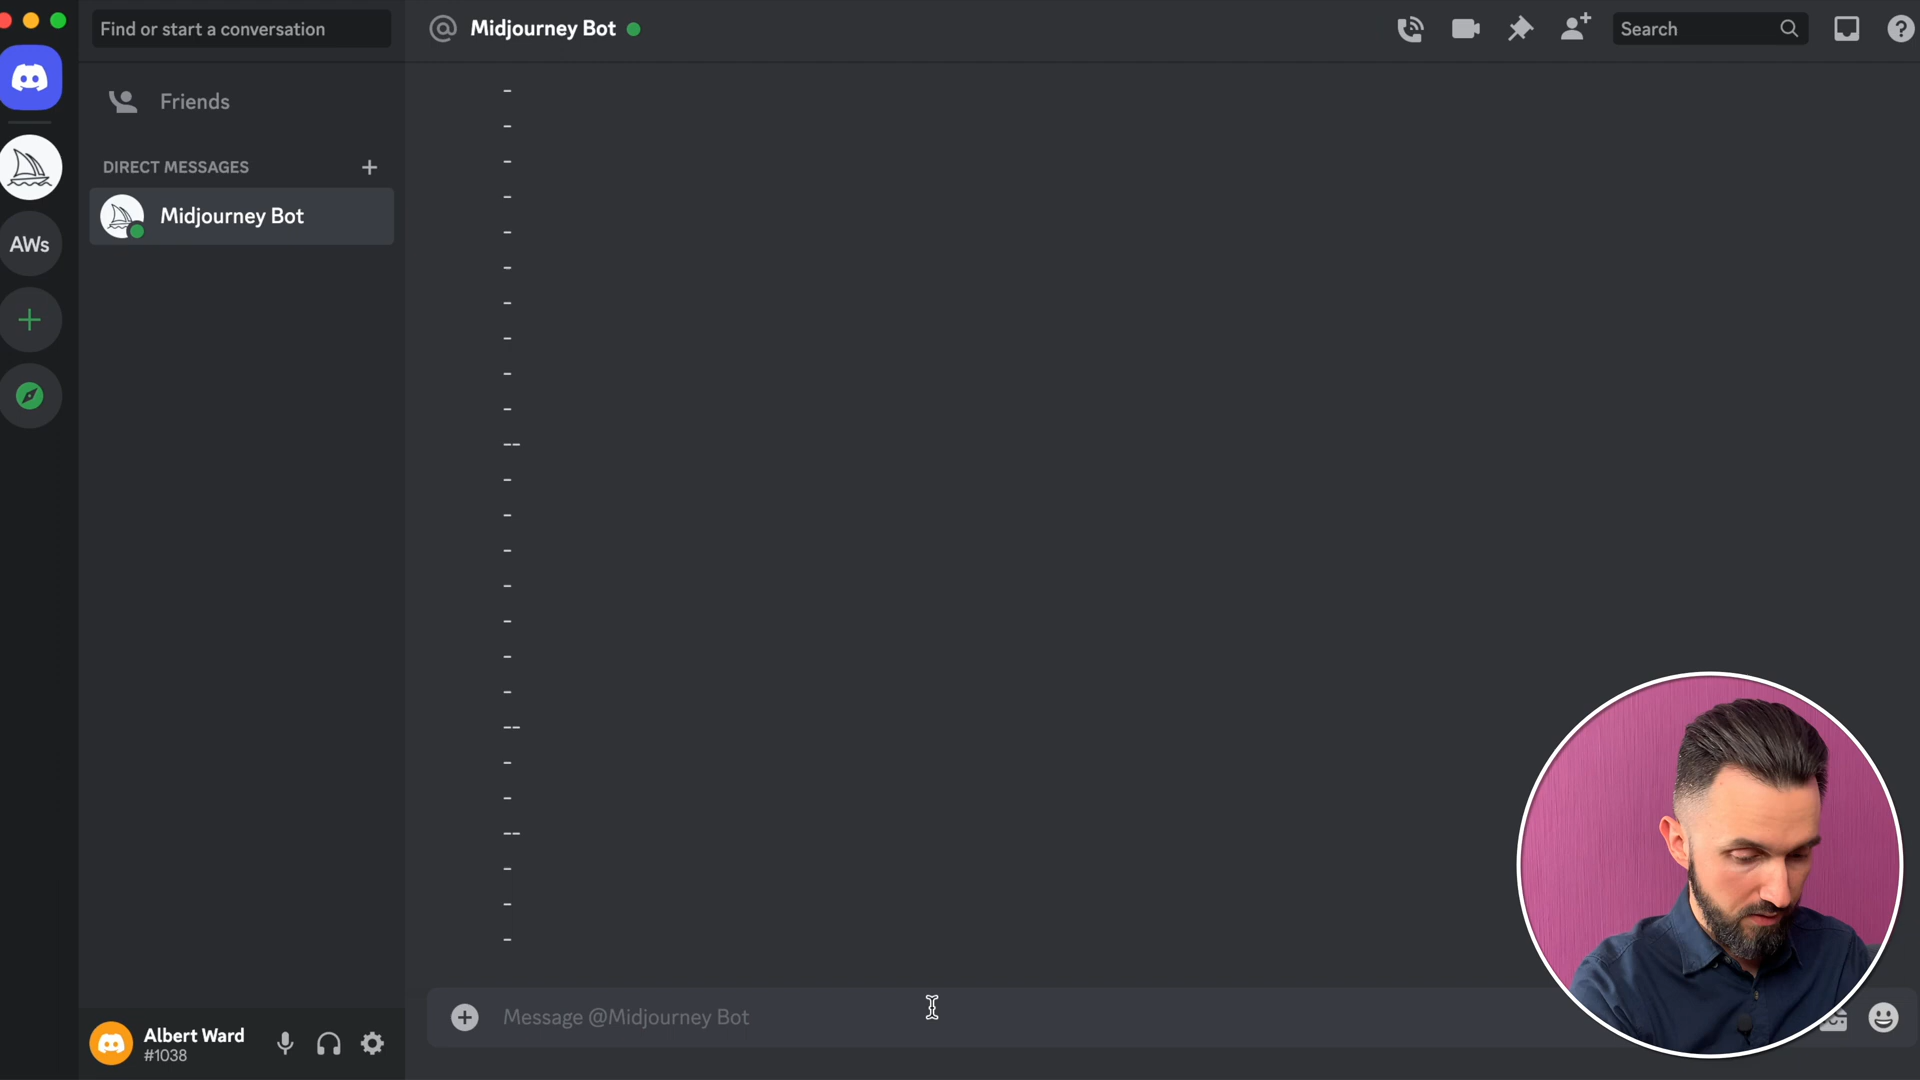 Find or start a conversation
Midjourney Bot
Search
Friends
DIRECT MESSAGES
Midjourney Bot
AWs
-
-
-
-
-
-
-
-
-
-
--
-
-
-
-
-
-
-
--
-
-
--
-
-
-
Message @Midjourney Bot
Albert Ward
#1038